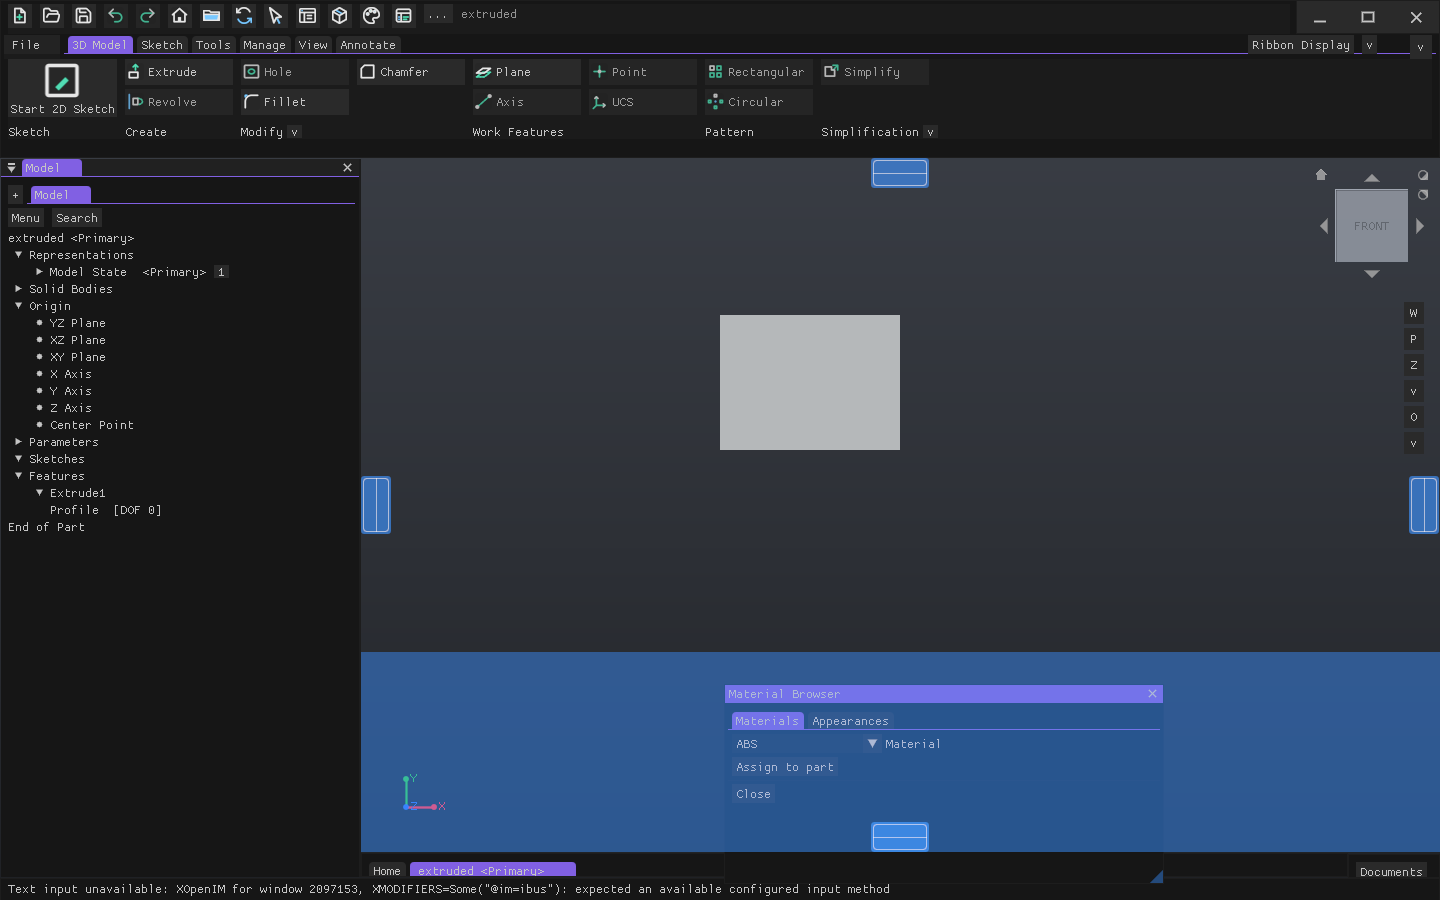 ... extruded
File 3D Model Sketch Tools Manage View Annotate Ribbon Display v v
Extrude Hole Chamfer Plane Point Rectangular Simplify
Start 2D Sketch Revolve Fillet Axis UCS Circular
Sketch Create Modify v Work Features Pattern Simplification v
Model
+ Model
Menu Search
extruded <Primary>
Representations
Model State <Primary> 1
Solid Bodies
Origin
YZ Plane
XZ Plane
XY Plane
X Axis
Y Axis
Z Axis
Center Point
Parameters
Sketches
Features
Extrude1
Profile [DOF 0]
End of Part
FRONT
W
P
Z
v
O
v
Material Browser
Materials Appearances
ABS Material
Assign to part
Close
Y
Z X
Home extruded <Primary> Documents
Text input unavailable: XOpenIM for window 2097153, XMODIFIERS=Some("@im=ibus"): expected an available configured input method